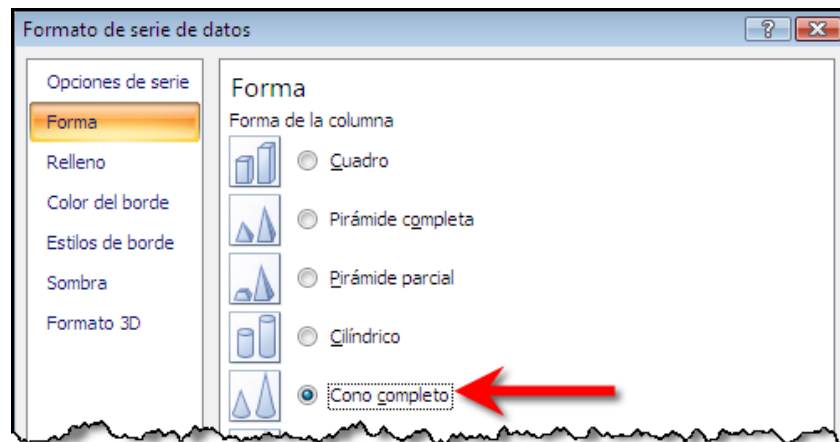 Formato de serie de datos
Opciones de serie
Forma
Relleno
Color del borde
Estilos de borde
Sombra
Formato 3D
Forma
Forma de la columna
Cuadro
Pirámide completa
Pirámide parcial
Cilíndrico
Cono completo